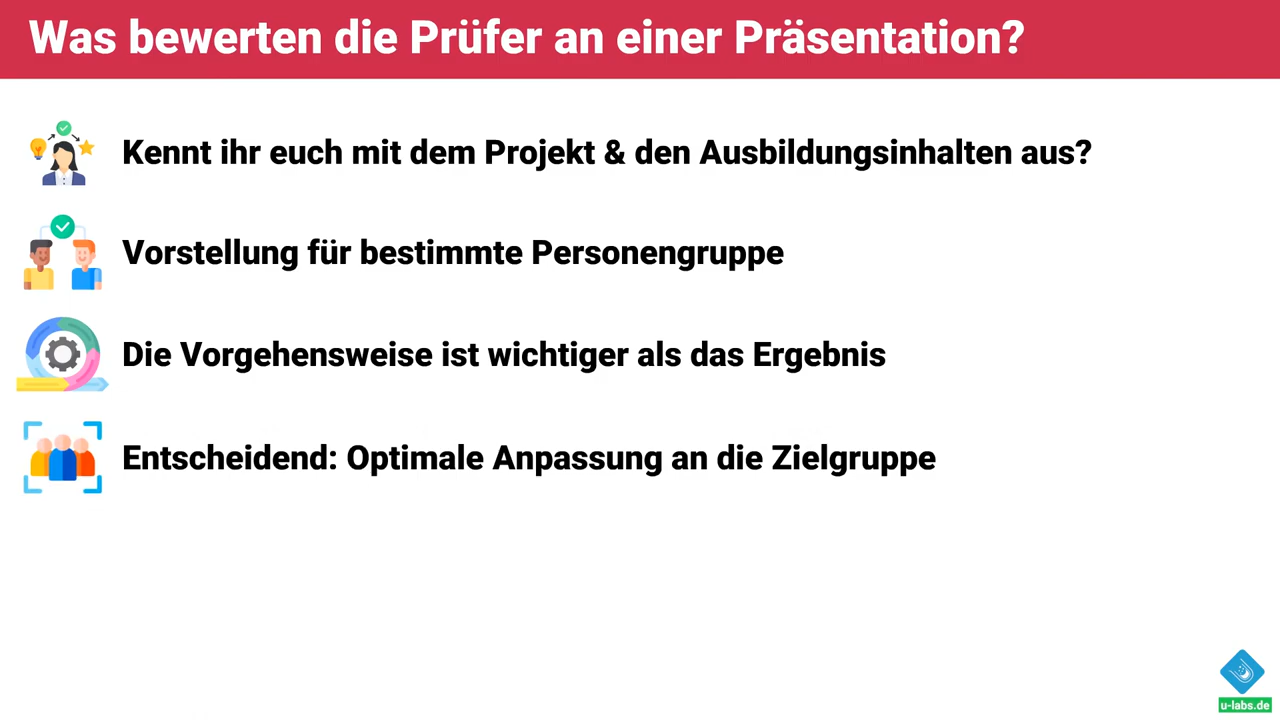 Was bewerten die Prüfer an einer Präsentation?
Kennt ihr euch mit dem Projekt & den Ausbildungsinhalten aus?
Vorstellung für bestimmte Personengruppe
Die Vorgehensweise ist wichtiger als das Ergebnis
Entscheidend: Optimale Anpassung an die Zielgruppe
u-labs.de